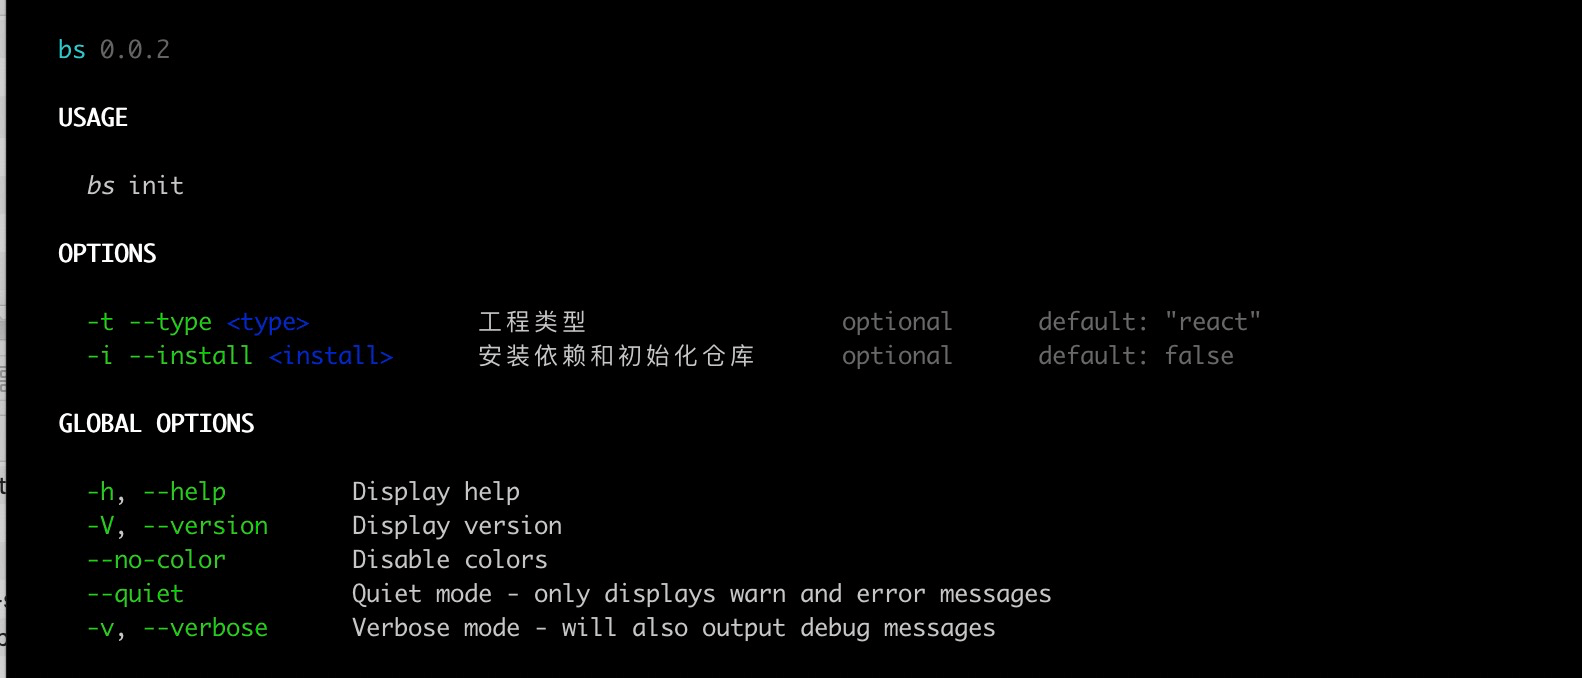 bs 0.0.2
USAGE
bs init
OPTIONS
-t --type <type> 工程类型 optional default: "react"
-i --install <install> 安装依赖和初始化仓库 optional default: false
GLOBAL OPTIONS
-h, --help Display help
-V, --version Display version
--no-color Disable colors
--quiet Quiet mode - only displays warn and error messages
-v, --verbose Verbose mode - will also output debug messages